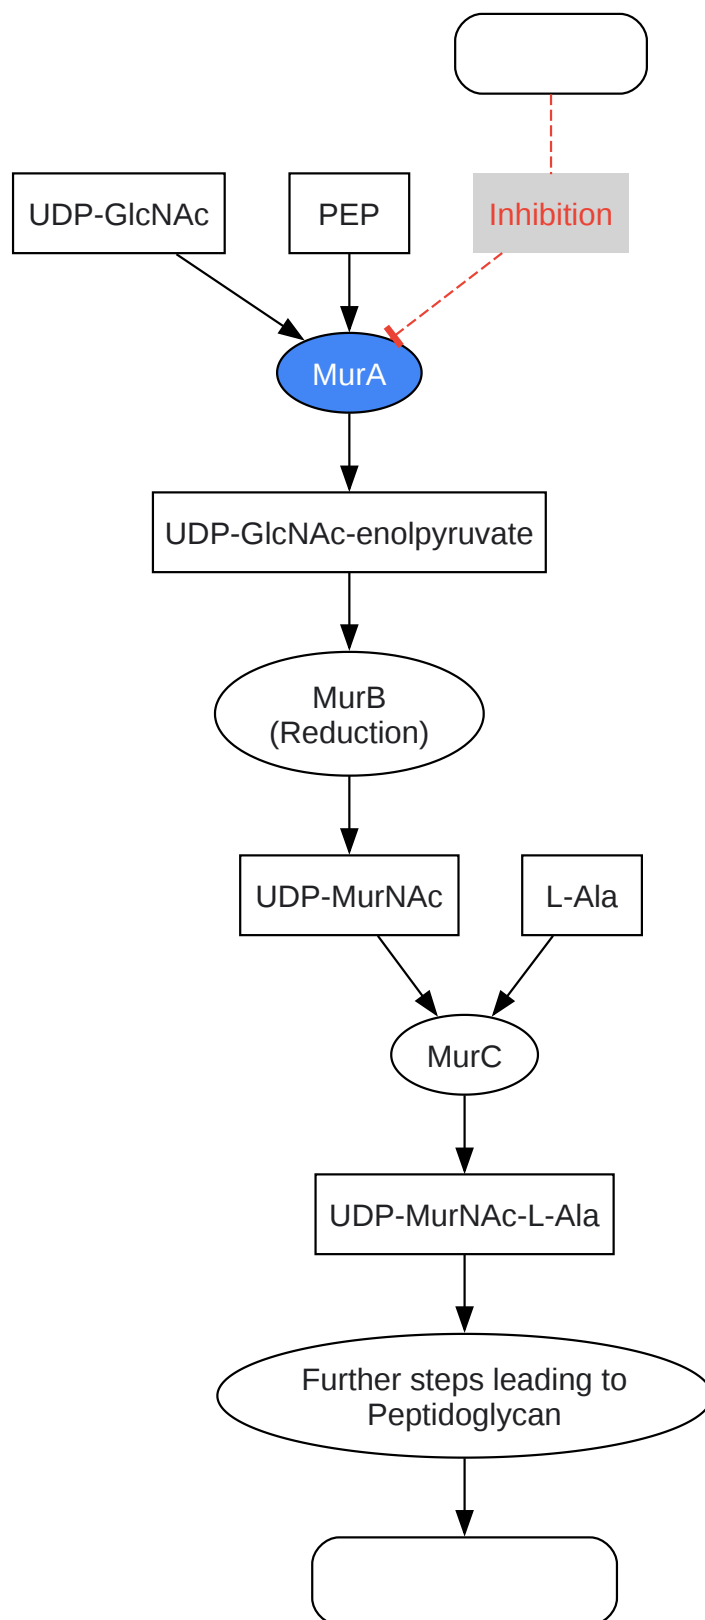 UDP-GlcNAc
PEP
Inhibition
MurA
UDP-GlcNAc-enolpyruvate
MurB
(Reduction)
UDP-MurNAc
L-Ala
MurC
UDP-MurNAc-L-Ala
Further steps leading to
Peptidoglycan